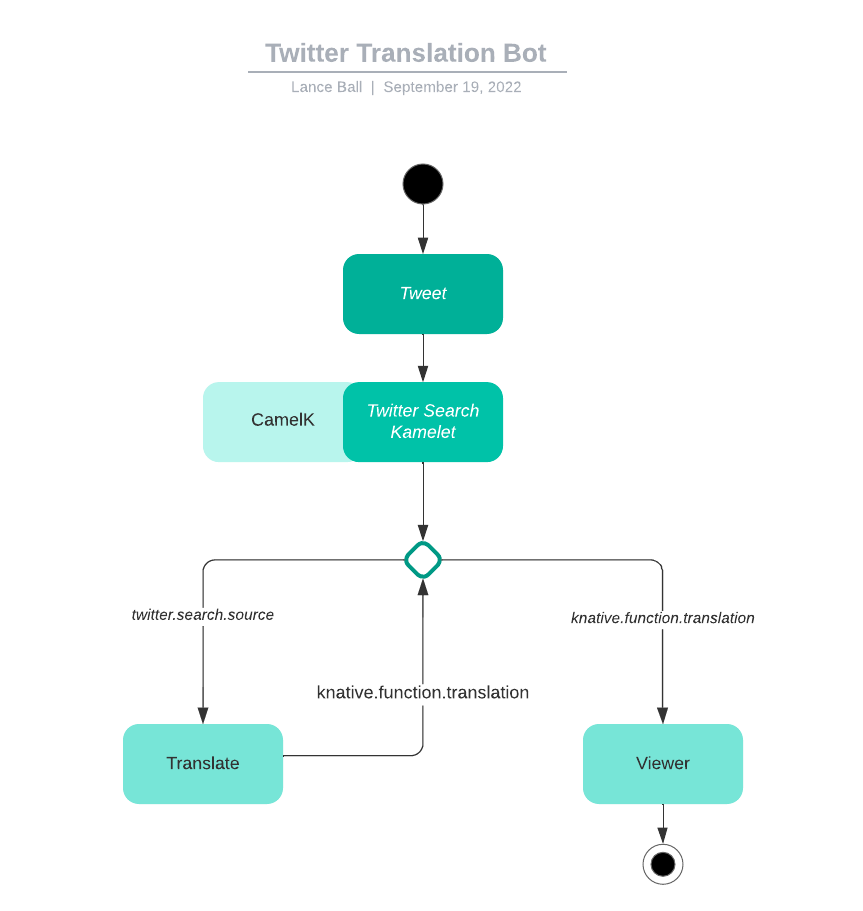 Twitter Translation Bot
Lance Ball | September 19, 2022
Tweet
CamelK
Twitter Search
Kamelet
twitter.search.source
knative.function.translation
knative.function.translation
Translate
Viewer